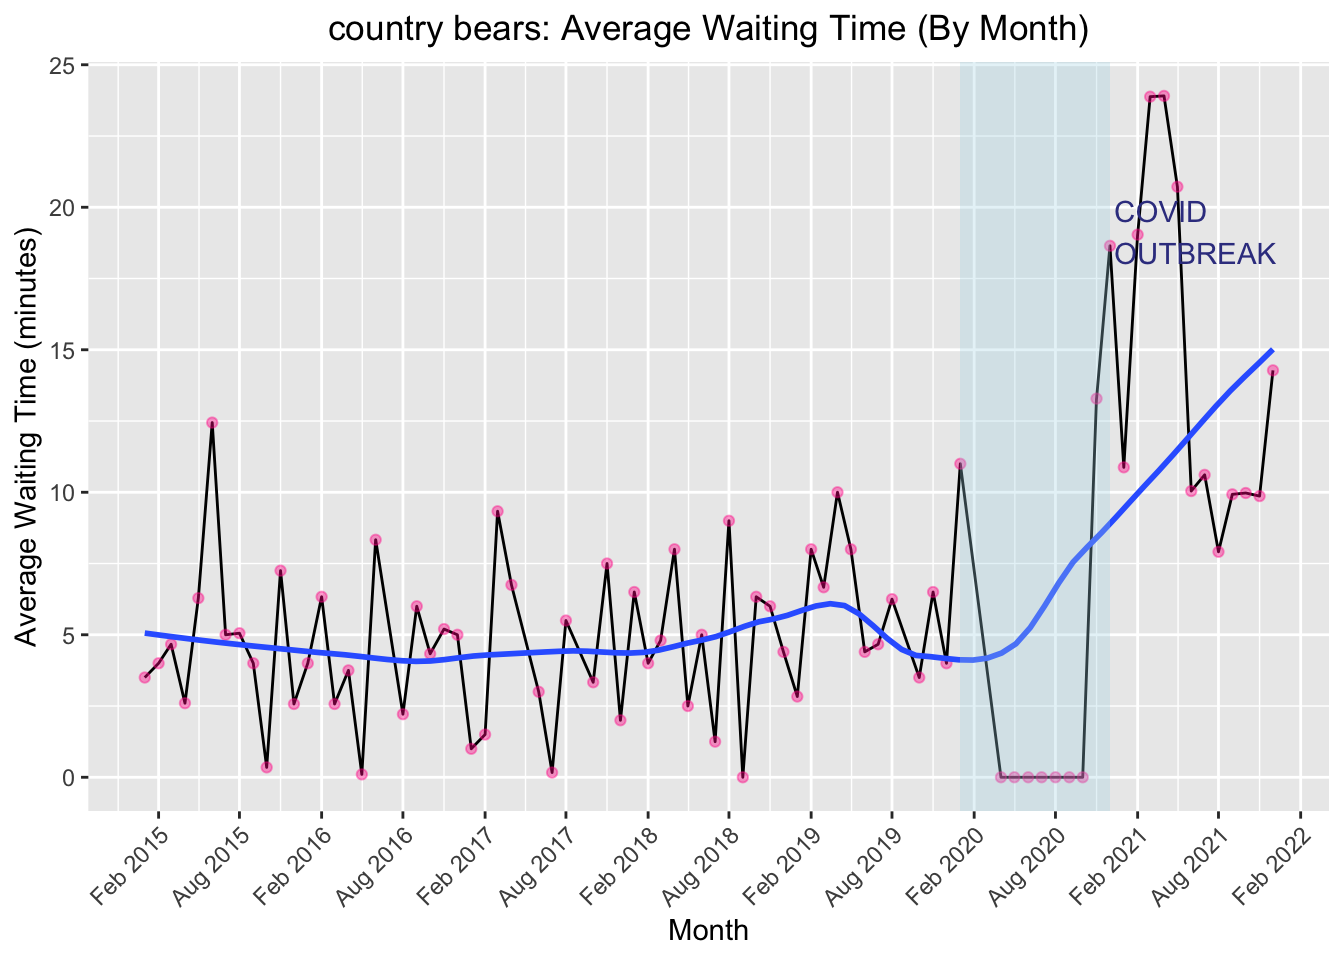 country bears: Average Waiting Time (By Month)
Average Waiting Time (minutes)
25
20
15
10
5
0
COVID
OUTBREAK
Feb 2015
Aug 2015
Feb 2016
Aug 2016
Feb 2017
Aug 2017
Feb 2018
Aug 2018
Feb 2019
Aug 2019
Feb 2020
Aug 2020
Feb 2021
Aug 2021
Feb 2022
Month